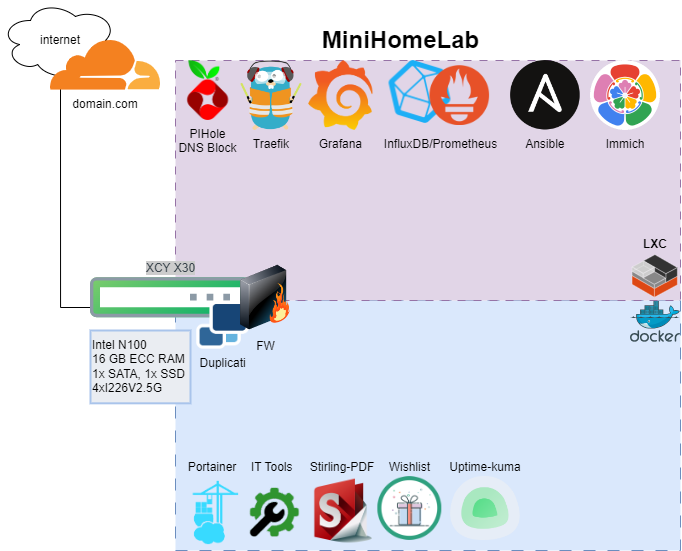 internet
MiniHomeLab
domain.com
PIHole
DNS Block
Traefik
Grafana
InfluxDB/Prometheus
Ansible
Immich
LXC
XCY X30
docker
Intel N100
16 GB ECC RAM
1x SATA, 1x SSD
4xI226V2.5G
FW
Duplicati
Portainer
IT Tools
Stirling-PDF
Wishlist
Uptime-kuma
S